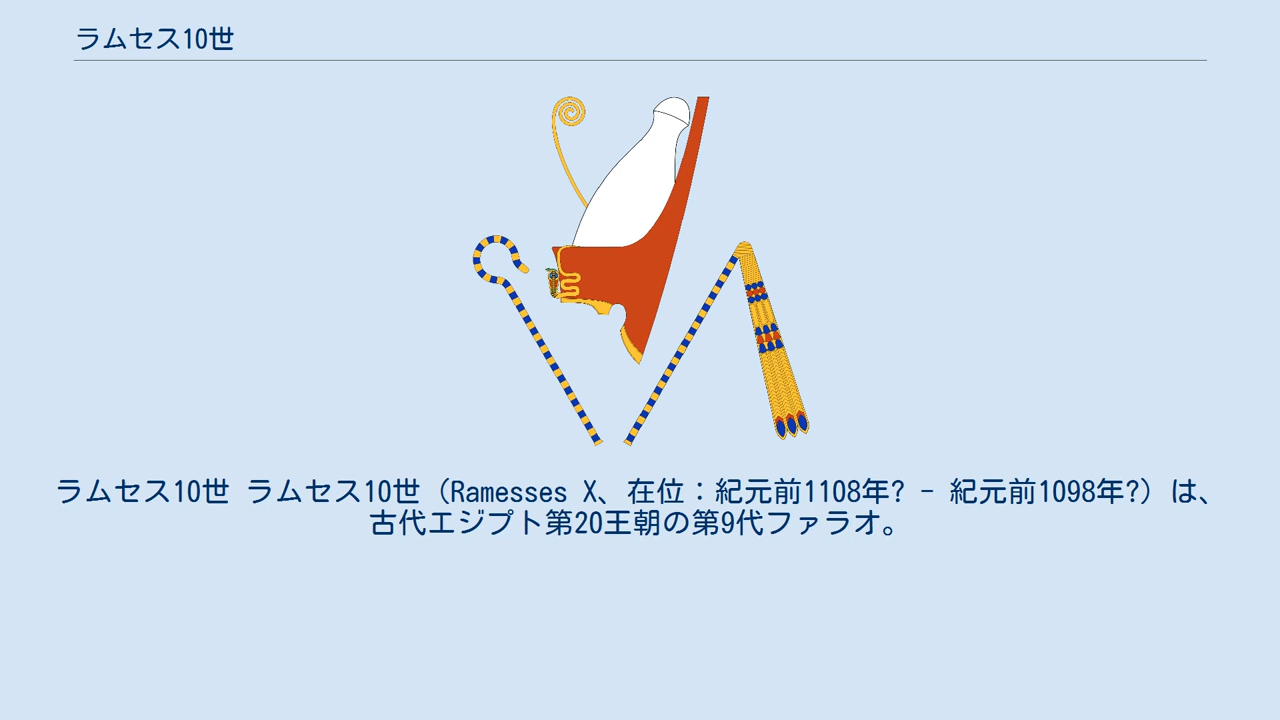 ラムセス10世
ラムセス10世 ラムセス10世（Ramesses X、在位：紀元前1108年? - 紀元前1098年?）は、
古代エジプト第20王朝の第9代ファラオ。